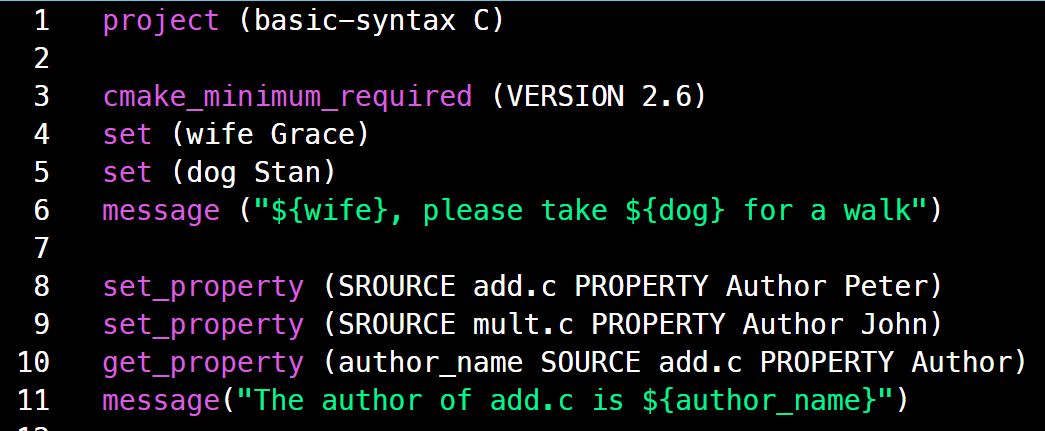 1 project (basic-syntax C)
2
3 cmake_minimum_required (VERSION 2.6)
4 set (wife Grace)
5 set (dog Stan)
6 message ("${wife}, please take ${dog} for a walk")
7
8 set_property (SROURCE add.c PROPERTY Author Peter)
9 set_property (SROURCE mult.c PROPERTY Author John)
10 get_property (author_name SOURCE add.c PROPERTY Author)
11 message("The author of add.c is ${author_name}")